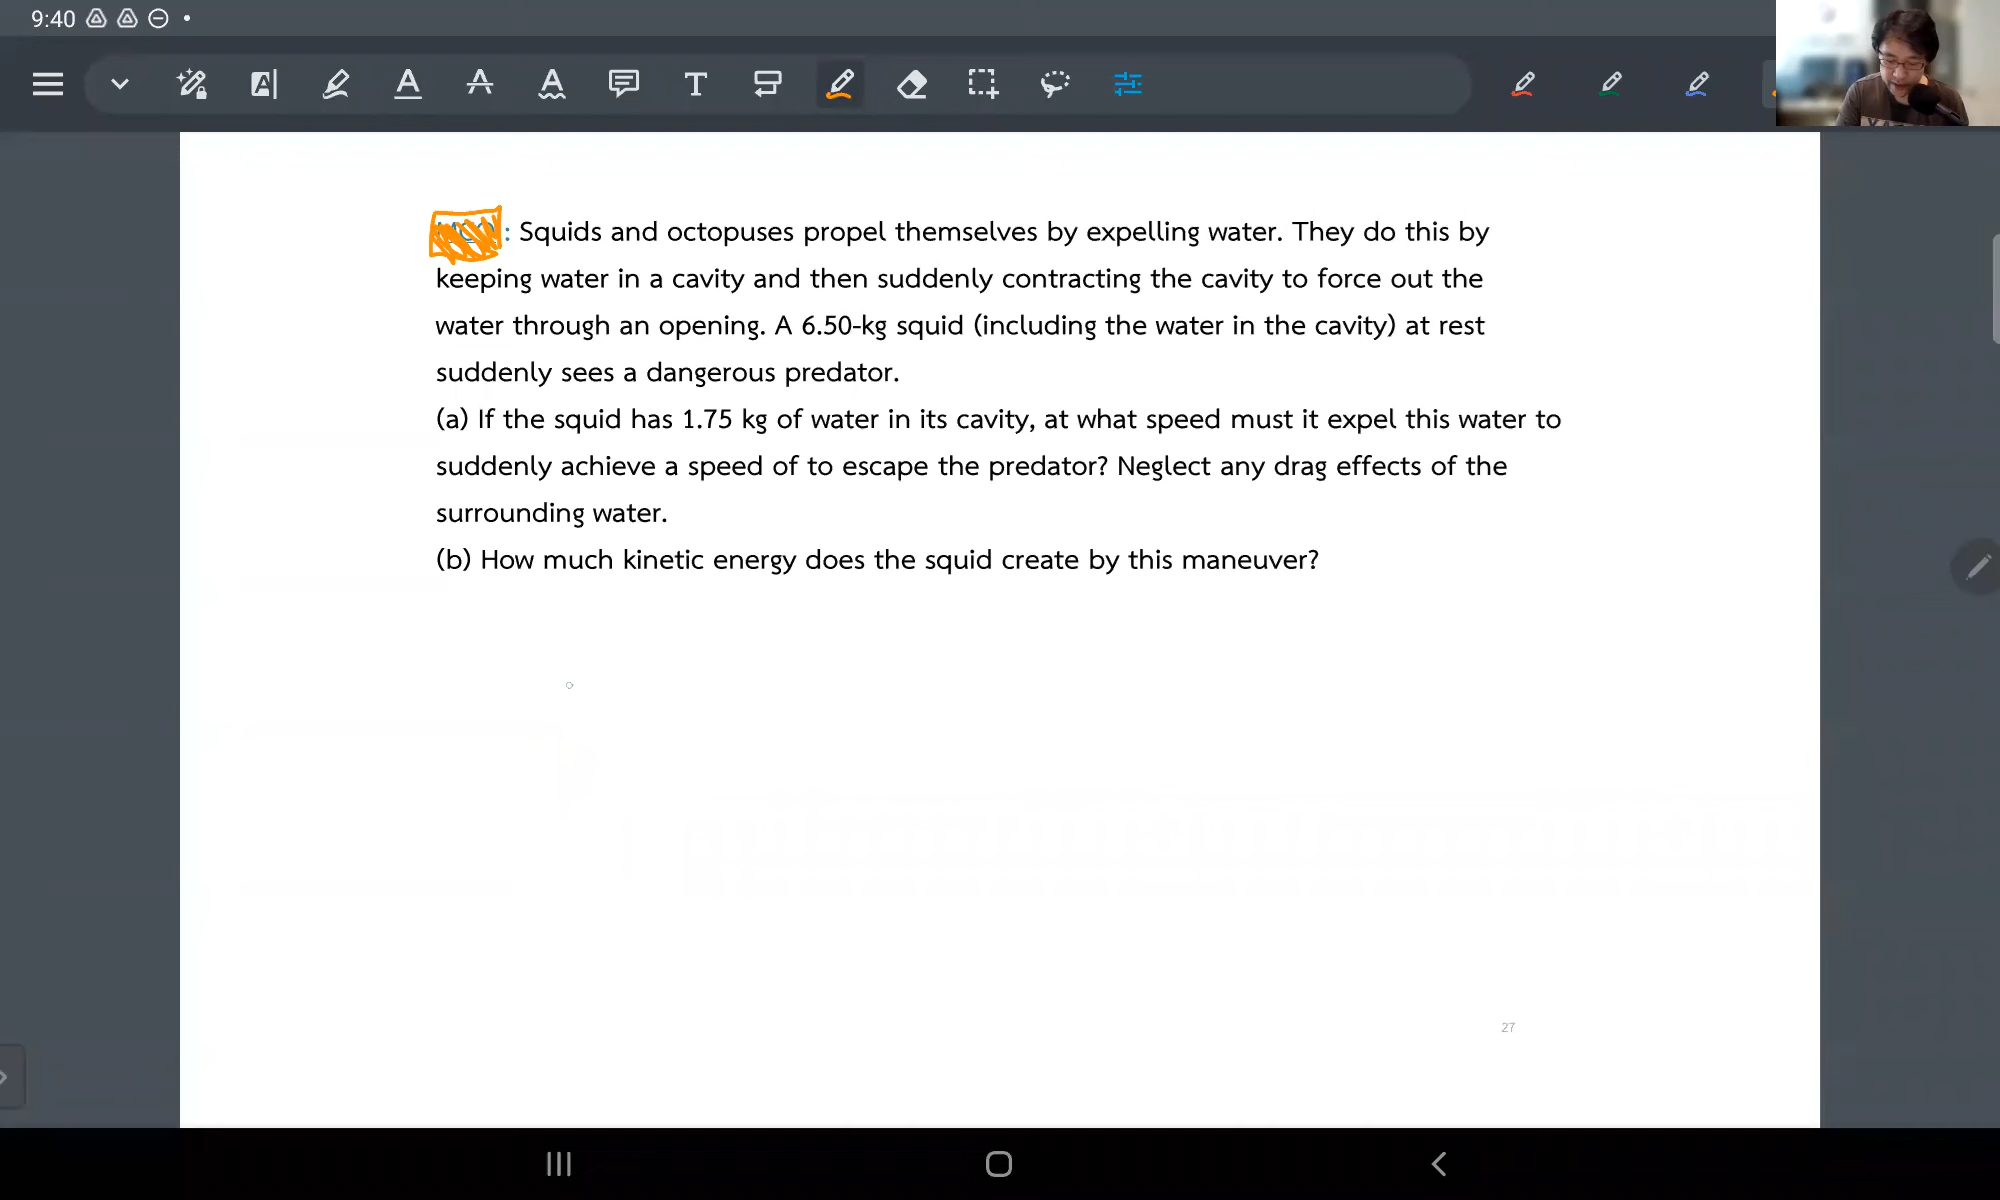 9:40
: Squids and octopuses propel themselves by expelling water. They do this by
keeping water in a cavity and then suddenly contracting the cavity to force out the
water through an opening. A 6.50-kg squid (including the water in the cavity) at rest
suddenly sees a dangerous predator.
(a) If the squid has 1.75 kg of water in its cavity, at what speed must it expel this water to
suddenly achieve a speed of to escape the predator? Neglect any drag effects of the
surrounding water.
(b) How much kinetic energy does the squid create by this maneuver?
27